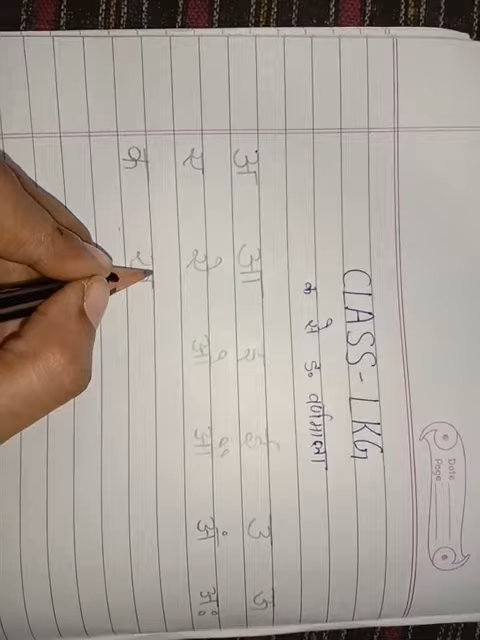 Date
Page
CLASS-LKG
क से ङ वर्णमाला
अ आ इ ई उ ऊ
ए ऐ ओ औ अं अः
क ख